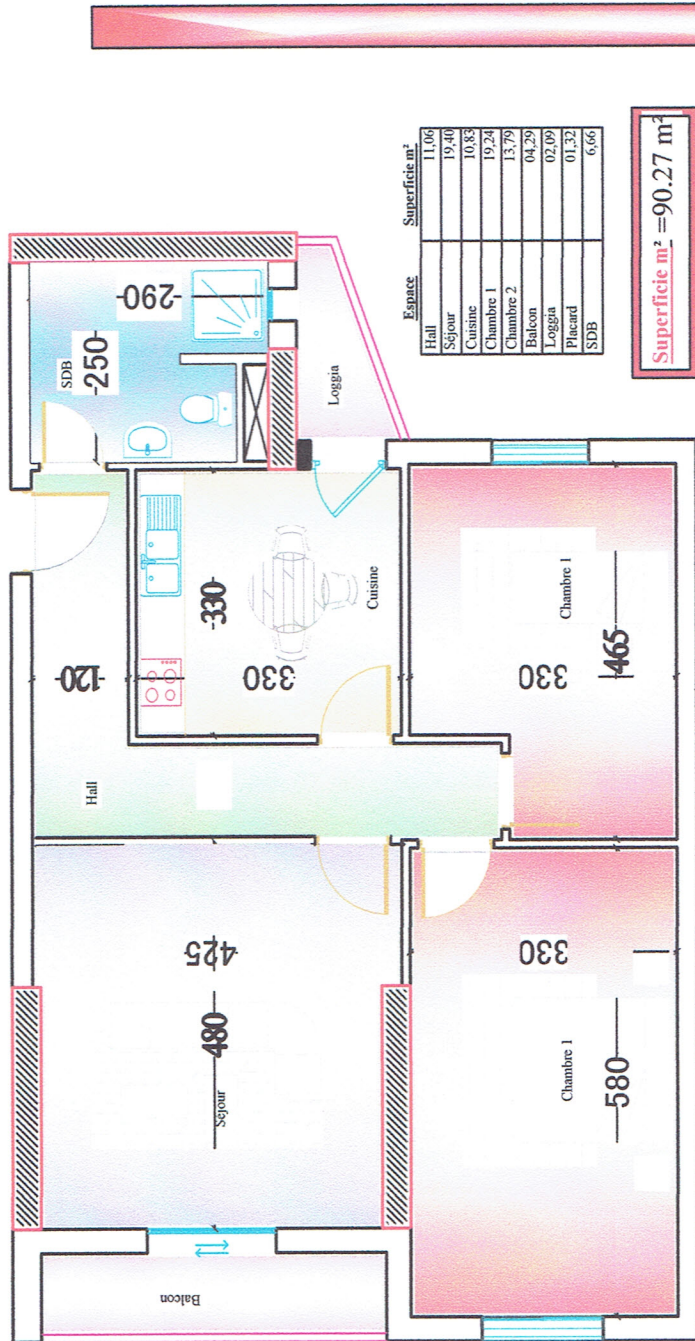 SDB
250
290
Loggia
Hall
120
330
330
Cuisine
Séjour
425
480
Chambre 1
330
465
Chambre 1
330
580
Balcon
Espace Superficie m²
Hall 11,06
Séjour 19,40
Cuisine 10,83
Chambre 1 19,24
Chambre 2 13,79
Balcon 04,29
Loggia 02,09
Placard 01,32
SDB 6,66
Superficie m² =90.27 m²